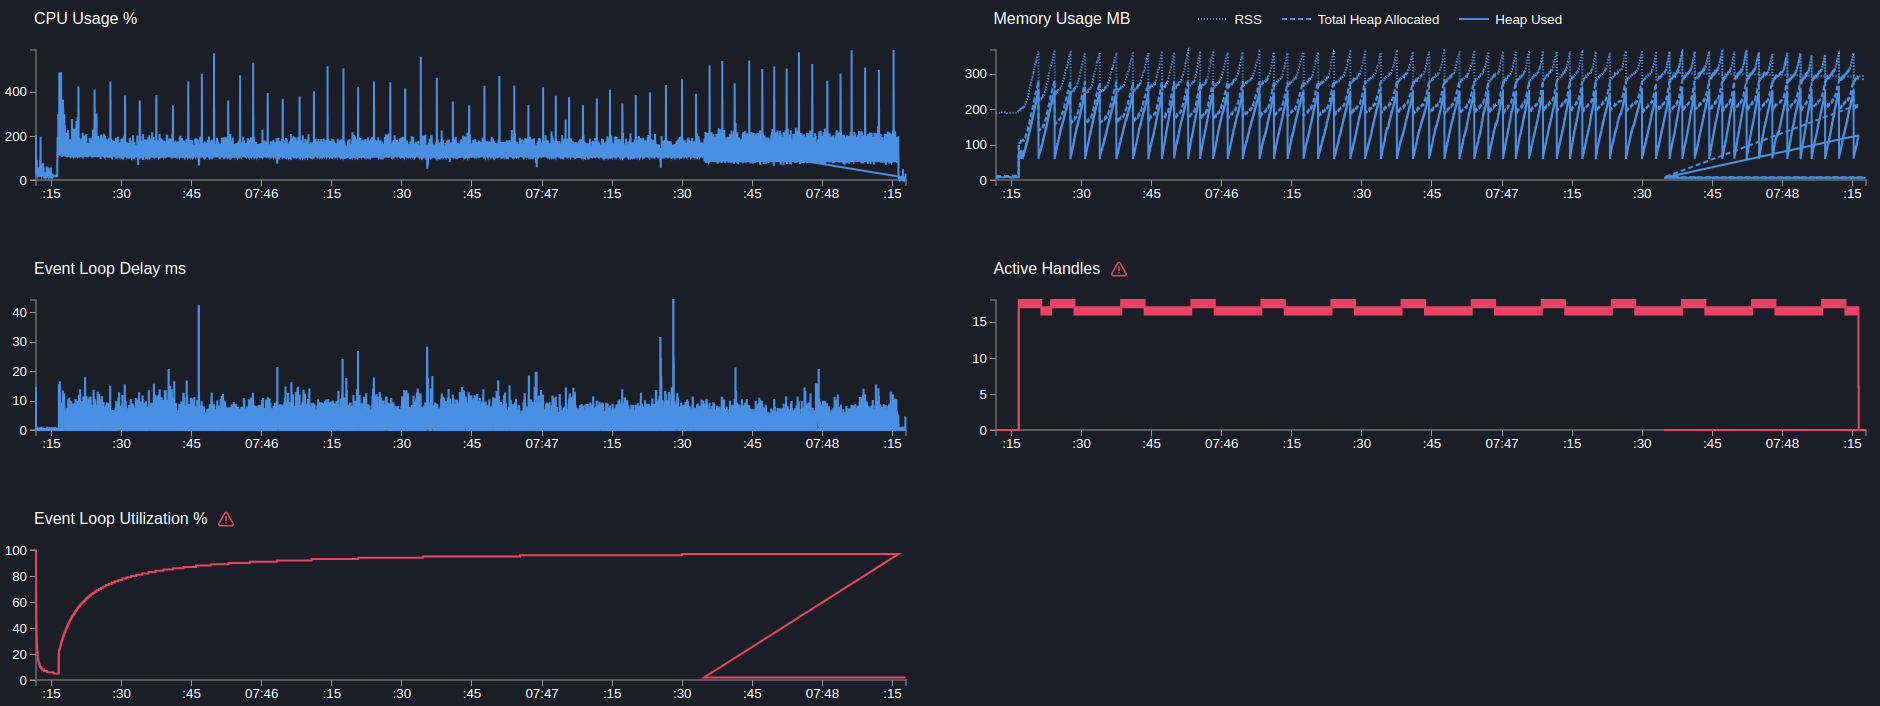 CPU Usage %
400
200
0
:15 :30 :45 07:46 :15 :30 :45 07:47 :15 :30 :45 07:48 :15
Memory Usage MB RSS Total Heap Allocated Heap Used
300
200
100
0
:15 :30 :45 07:46 :15 :30 :45 07:47 :15 :30 :45 07:48 :15
Event Loop Delay ms
40
30
20
10
0
:15 :30 :45 07:46 :15 :30 :45 07:47 :15 :30 :45 07:48 :15
Active Handles
15
10
5
0
:15 :30 :45 07:46 :15 :30 :45 07:47 :15 :30 :45 07:48 :15
Event Loop Utilization %
100
80
60
40
20
0
:15 :30 :45 07:46 :15 :30 :45 07:47 :15 :30 :45 07:48 :15